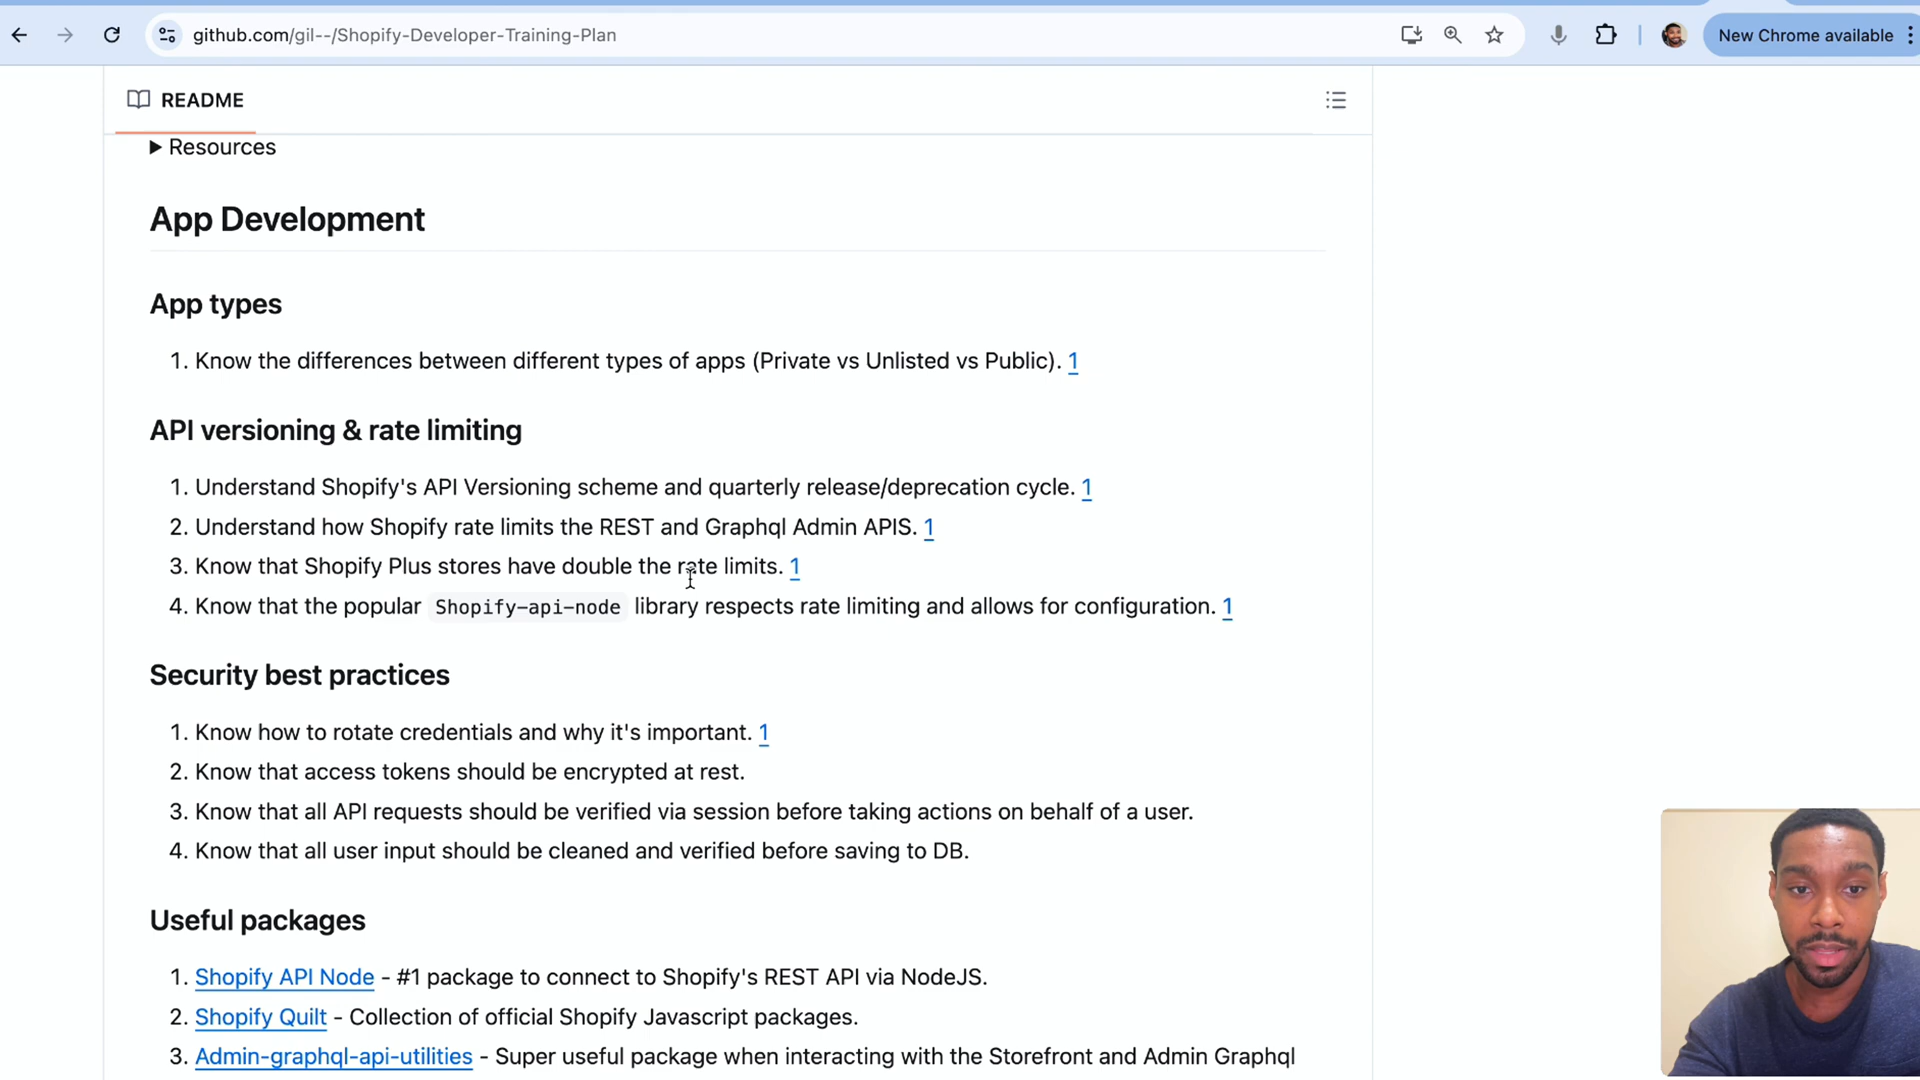 github.com/gil--/Shopify-Developer-Training-Plan
New Chrome available
README
Resources
App Development
App types
1. Know the differences between different types of apps (Private vs Unlisted vs Public). 1
API versioning & rate limiting
1. Understand Shopify's API Versioning scheme and quarterly release/deprecation cycle. 1
2. Understand how Shopify rate limits the REST and Graphql Admin APIS. 1
3. Know that Shopify Plus stores have double the rate limits. 1
4. Know that the popular Shopify-api-node library respects rate limiting and allows for configuration. 1
Security best practices
1. Know how to rotate credentials and why it's important. 1
2. Know that access tokens should be encrypted at rest.
3. Know that all API requests should be verified via session before taking actions on behalf of a user.
4. Know that all user input should be cleaned and verified before saving to DB.
Useful packages
1. Shopify API Node - #1 package to connect to Shopify's REST API via NodeJS.
2. Shopify Quilt - Collection of official Shopify Javascript packages.
3. Admin-graphql-api-utilities - Super useful package when interacting with the Storefront and Admin Graphql